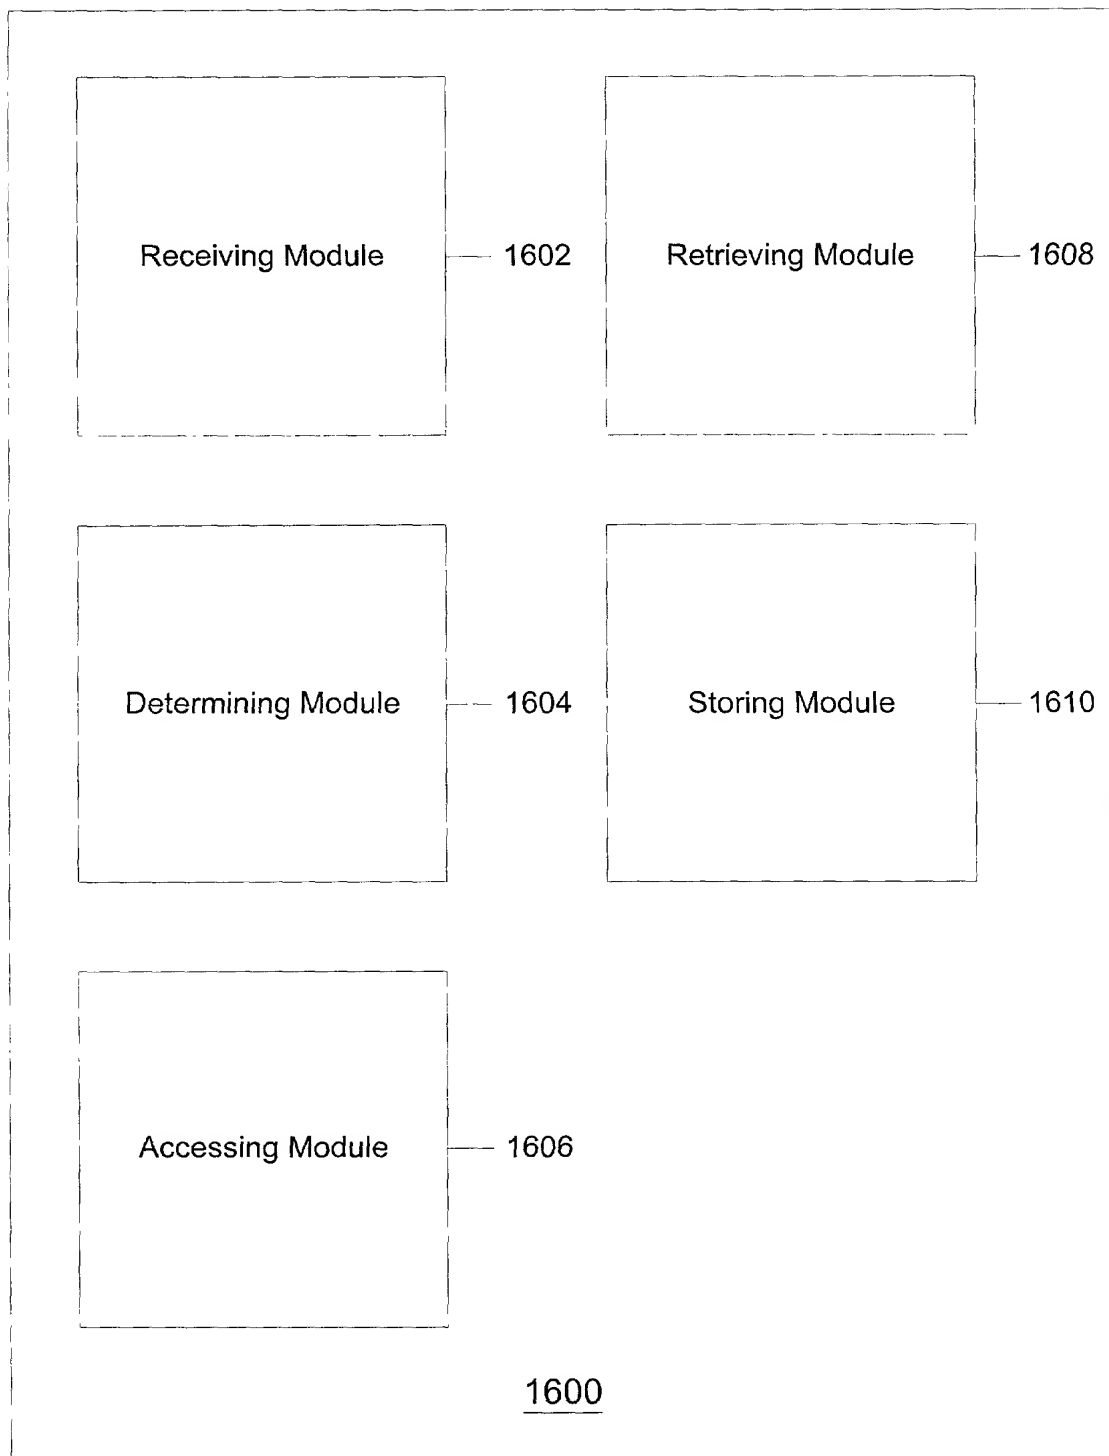 Receiving Module 1602
Retrieving Module 1608
Determining Module 1604
Storing Module 1610
Accessing Module 1606
1600